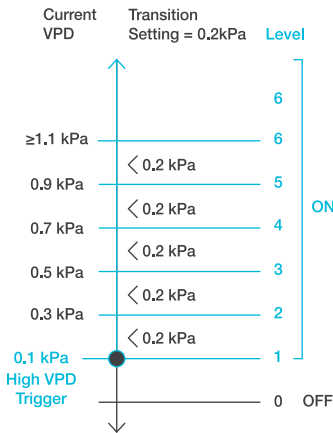 Current VPD
Transition Setting = 0.2kPa
Level
6
≥1.1 kPa
6
< 0.2 kPa
0.9 kPa
5
< 0.2 kPa
0.7 kPa
4
ON
< 0.2 kPa
0.5 kPa
3
< 0.2 kPa
0.3 kPa
2
< 0.2 kPa
0.1 kPa
1
High VPD
Trigger
0
OFF